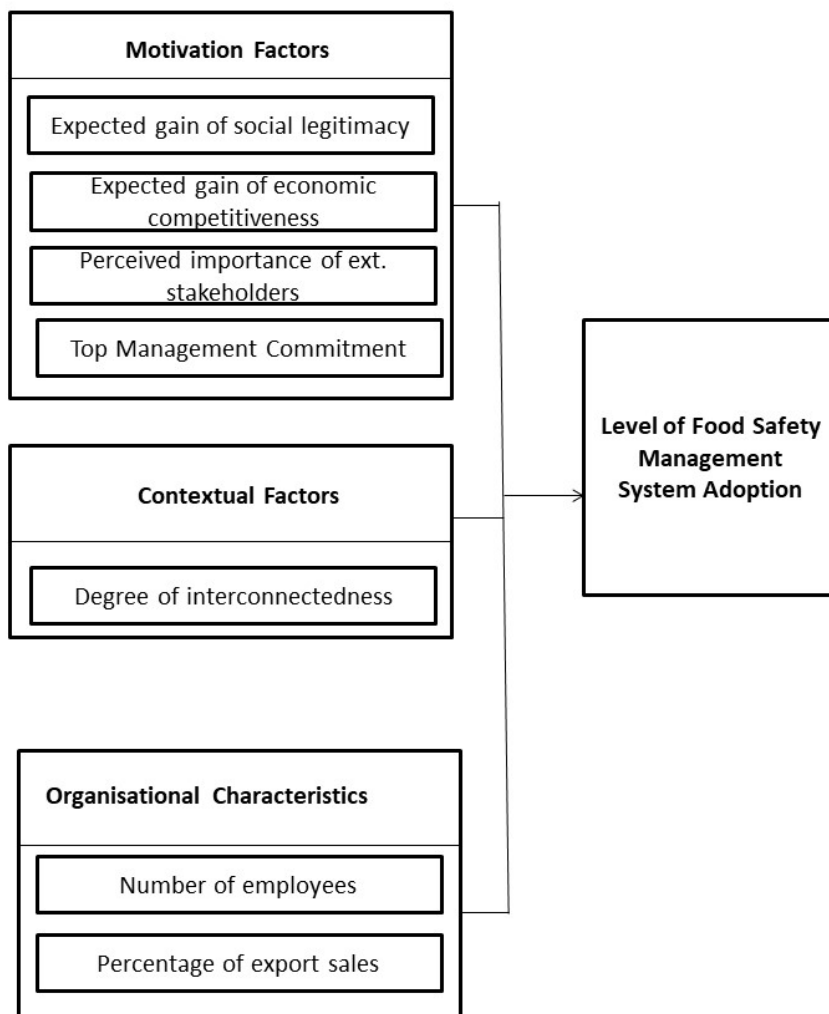 Motivation Factors
Expected gain of social legitimacy
Expected gain of economic
competitiveness
Perceived importance of ext.
stakeholders
Top Management Commitment
Contextual Factors
Degree of interconnectedness
Organisational Characteristics
Number of employees
Percentage of export sales
Level of Food Safety
Management
System Adoption